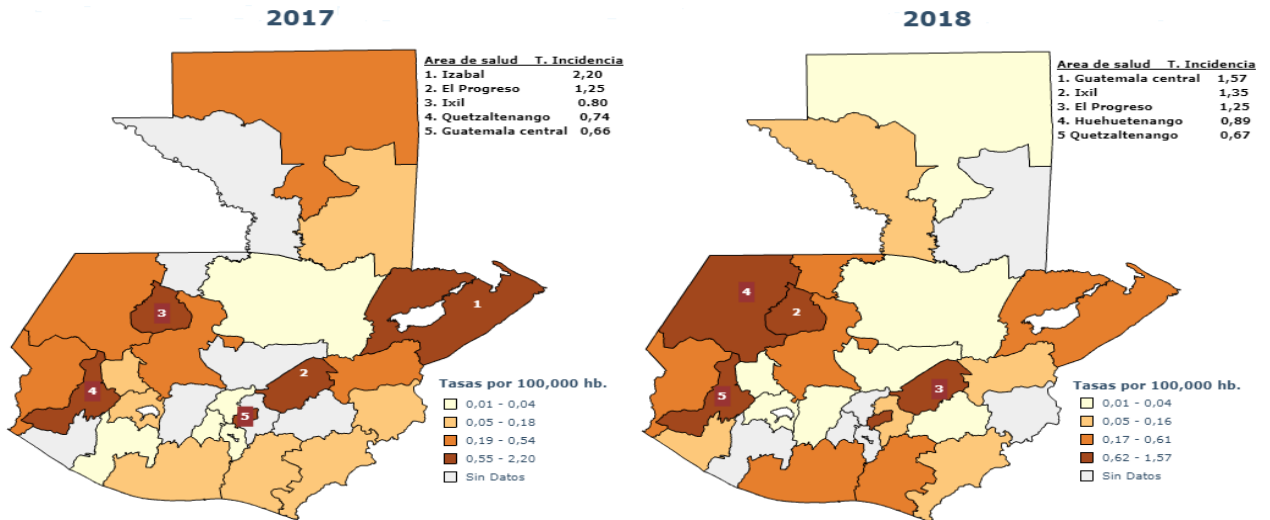 2017
Area de salud T. Incidencia
1. Izabal 2,20
2. El Progreso 1,25
3. Ixil 0.80
4. Quetzaltenango 0,74
5. Guatemala central 0,66
1
2
3
4
5
Tasas por 100,000 hb.
0,01 - 0,04
0,05 - 0,18
0,19 - 0,54
0,55 - 2,20
Sin Datos
2018
Area de salud T. Incidencia
1. Guatemala central 1,57
2. Ixil 1,35
3. El Progreso 1,25
4. Huehuetenango 0,89
5 Quetzaltenango 0,67
4
2
3
5
Tasas por 100,000 hb.
0,01 - 0,04
0,05 - 0,16
0,17 - 0,61
0,62 - 1,57
Sin Datos